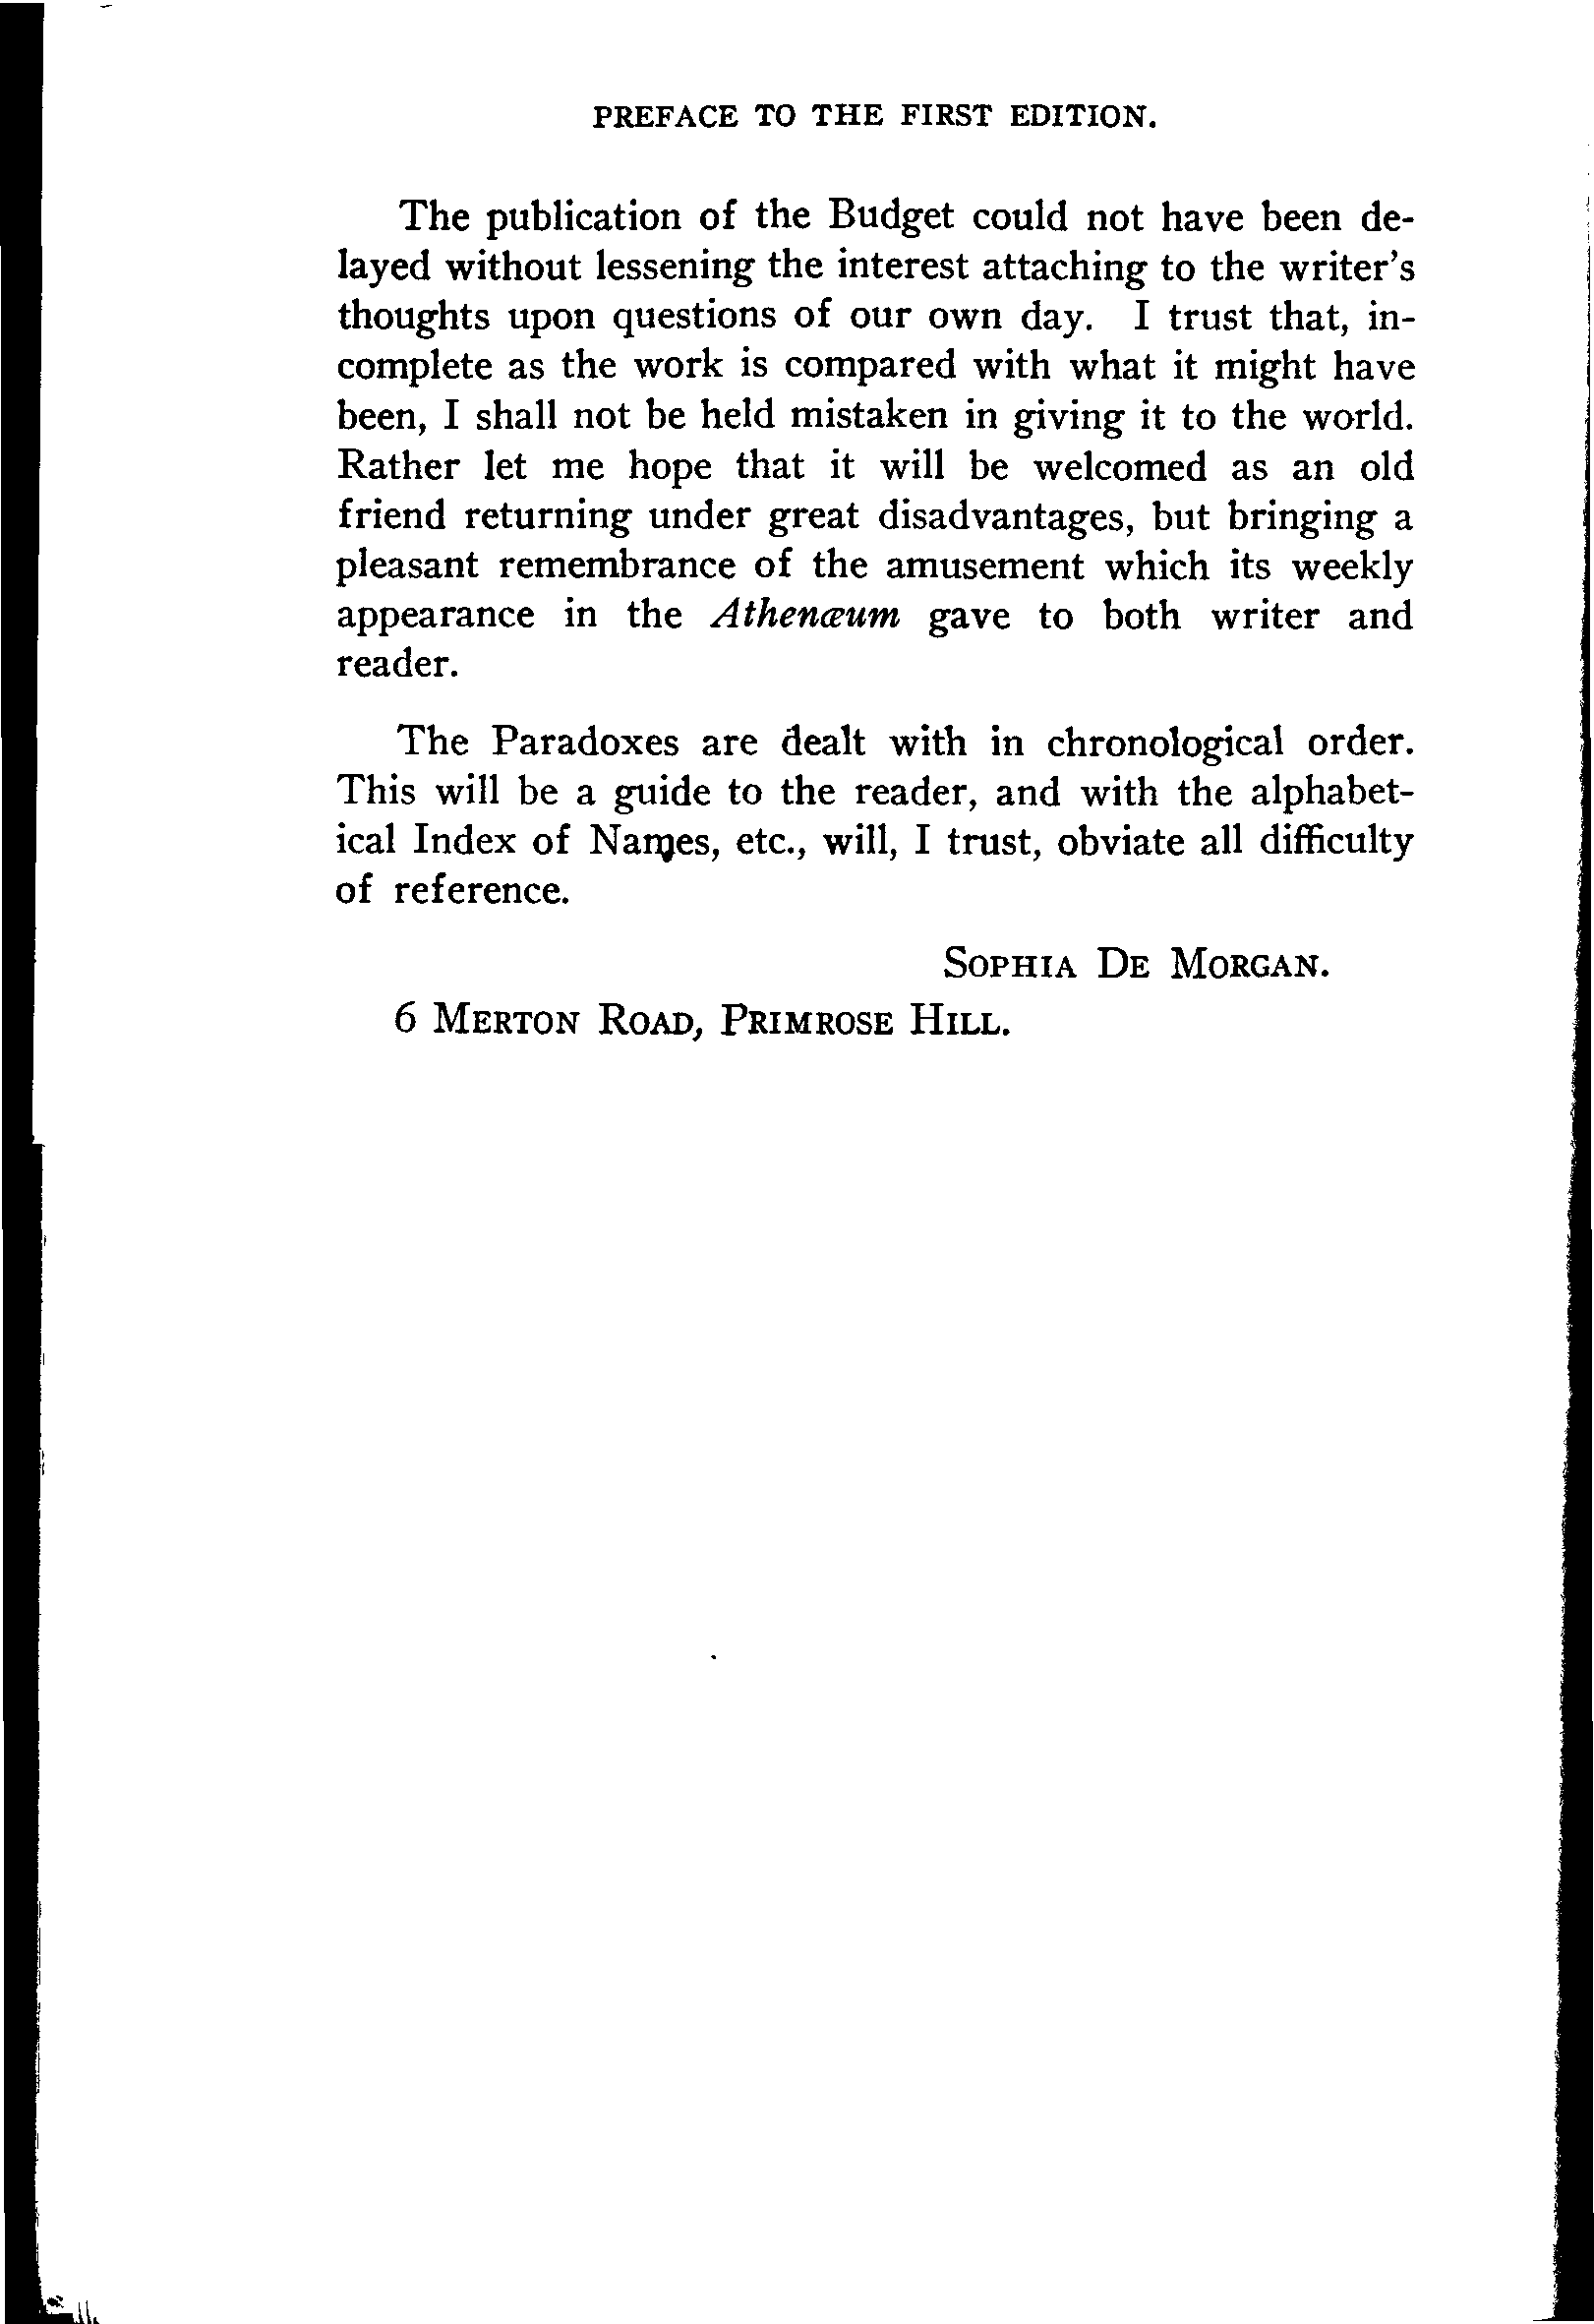 PREFACE TO THE FIRST EDITION.
The publication of the Budget could not have been de-
layed without lessening the interest attaching to the writer's
thoughts upon questions of our own day. I trust that, in-
complete as the work is compared with what it might have
been, I shall not be held mistaken in giving it to the world.
Rather let me hope that it will be welcomed as an old
friend returning under great disadvantages, but bringing a
pleasant remembrance of the amusement which its weekly
appearance in the Athenæum gave to both writer and
reader.
The Paradoxes are dealt with in chronological order.
This will be a guide to the reader, and with the alphabet-
ical Index of Names, etc., will, I trust, obviate all difficulty
of reference.
SOPHIA DE MORGAN.
6 MERTON ROAD, PRIMROSE HILL.